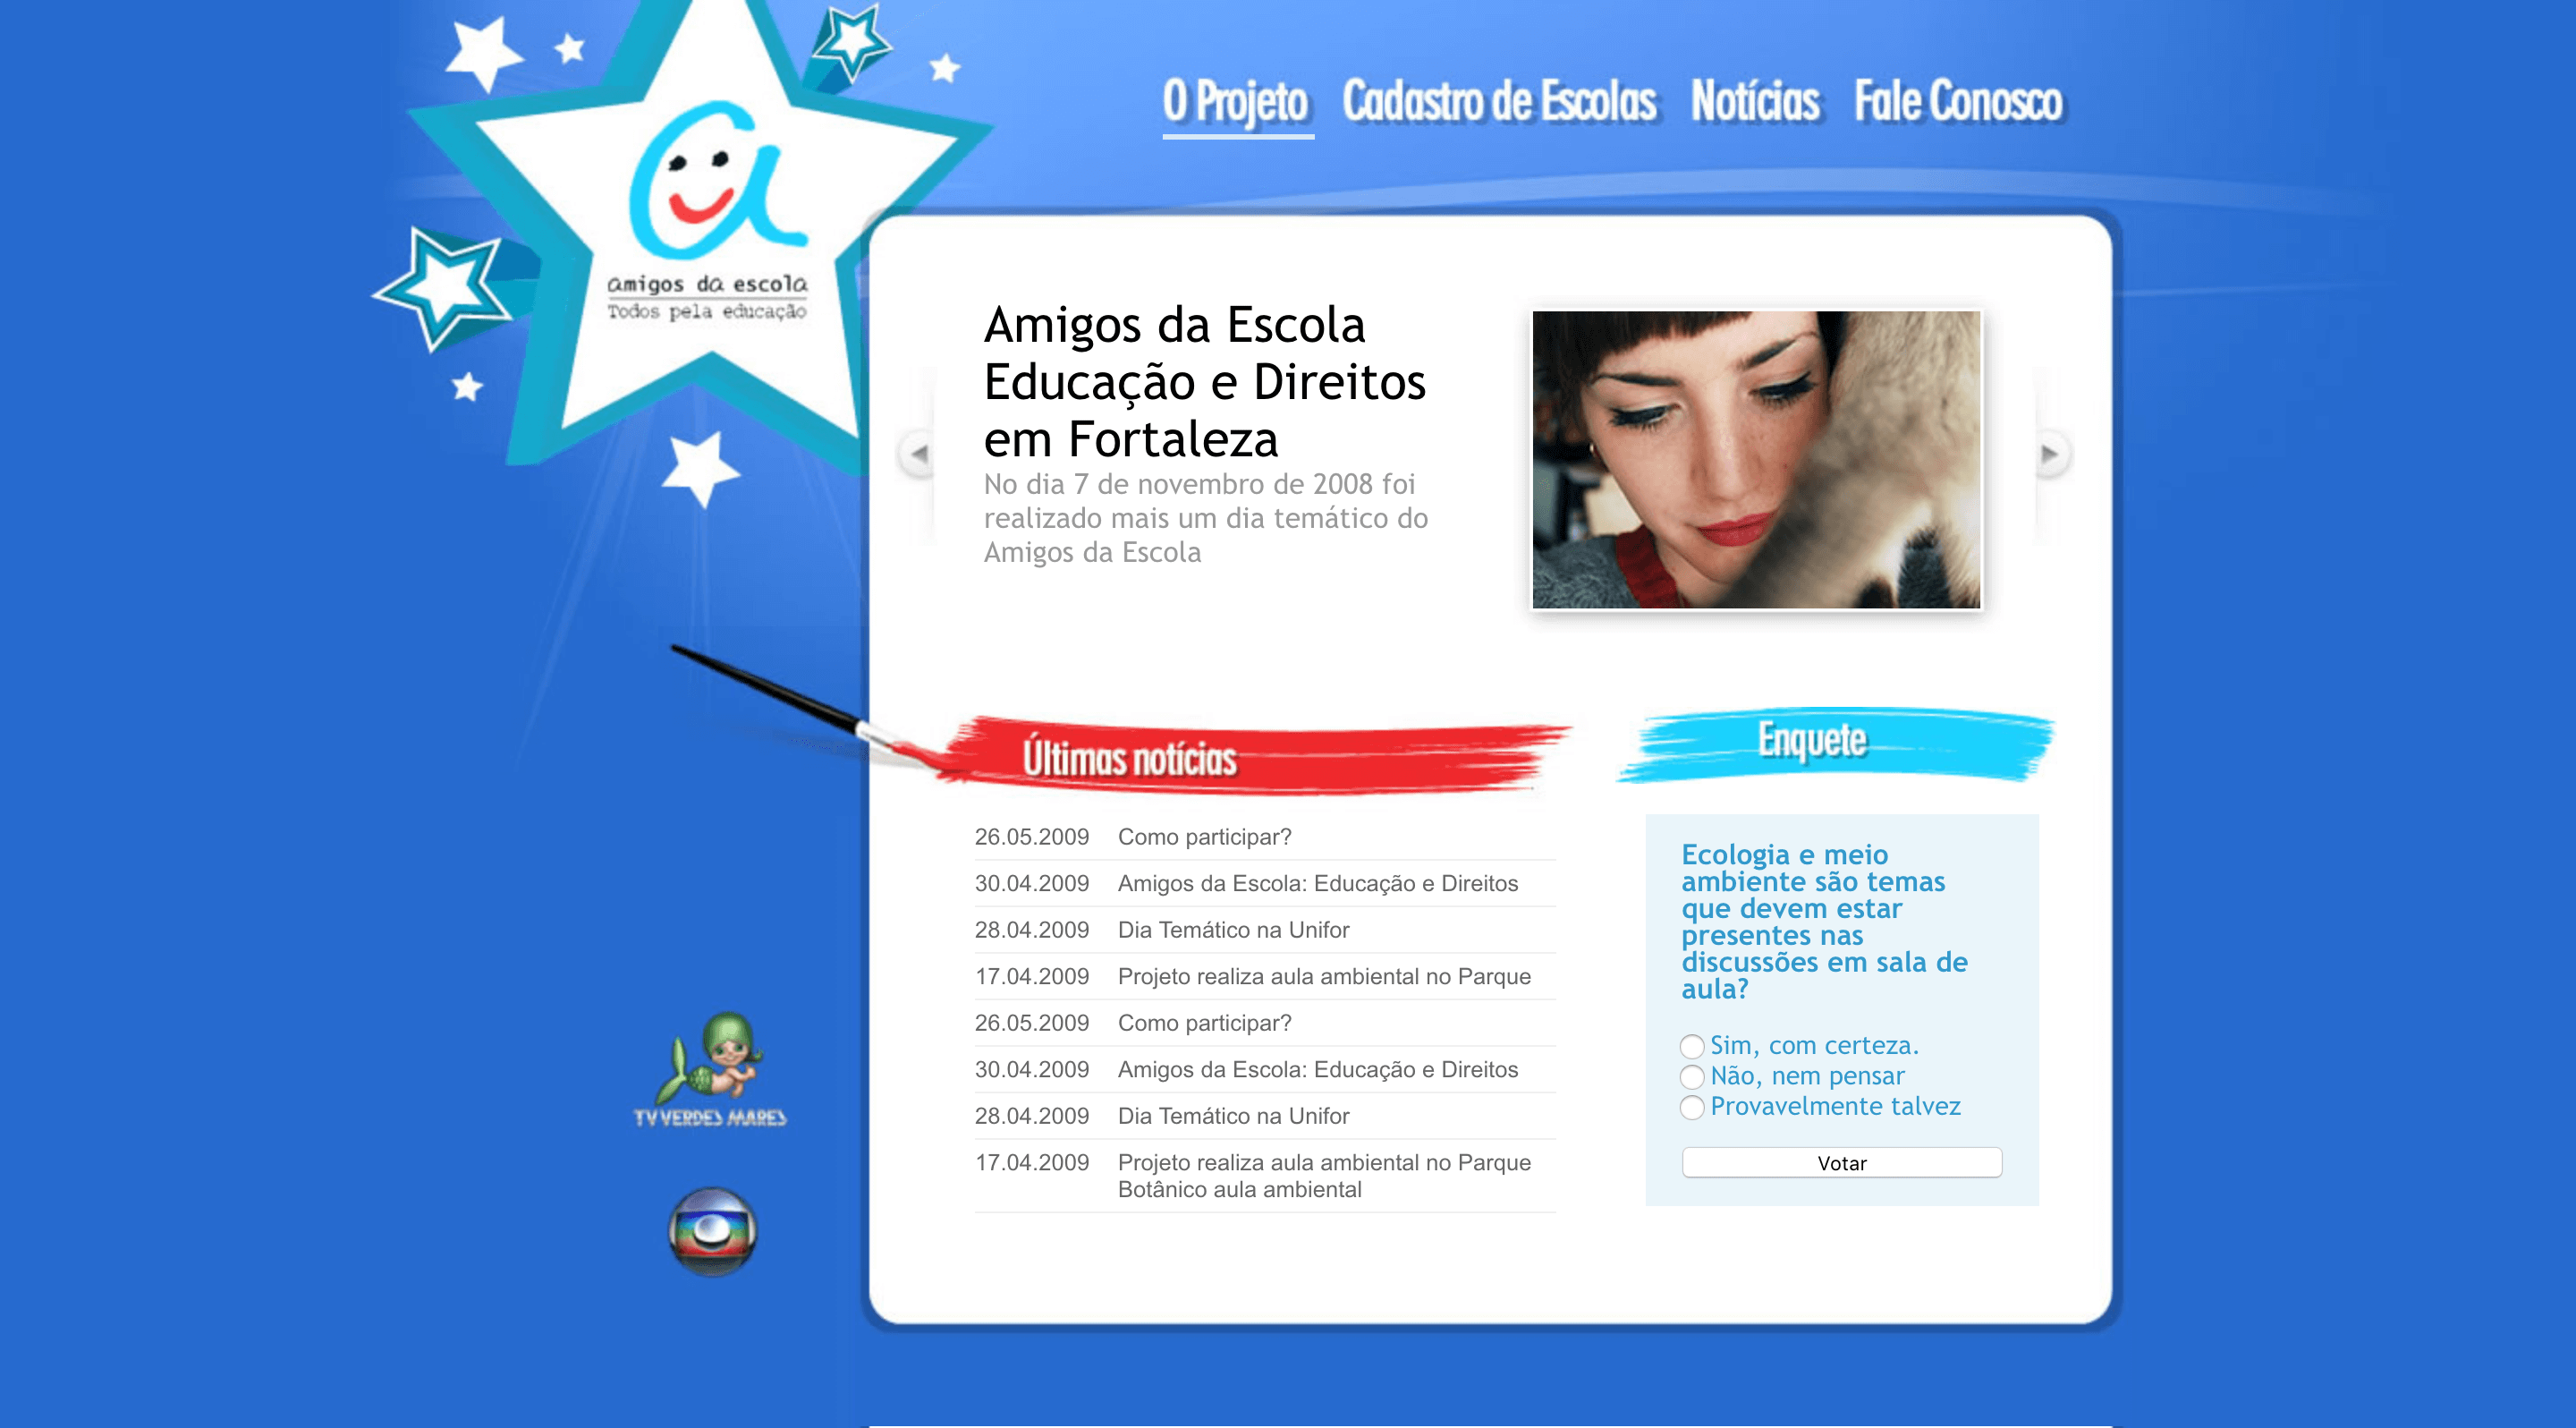 O Projeto Cadastro de Escolas Notícias Fale Conosco
amigos da escola
Todos pela educação
Amigos da Escola
Educação e Direitos
em Fortaleza
No dia 7 de novembro de 2008 foi
realizado mais um dia temático do
Amigos da Escola
Últimas notícias
26.05.2009 Como participar?
30.04.2009 Amigos da Escola: Educação e Direitos
28.04.2009 Dia Temático na Unifor
17.04.2009 Projeto realiza aula ambiental no Parque
26.05.2009 Como participar?
30.04.2009 Amigos da Escola: Educação e Direitos
28.04.2009 Dia Temático na Unifor
17.04.2009 Projeto realiza aula ambiental no Parque
Botânico aula ambiental
Enquete
Ecologia e meio
ambiente são temas
que devem estar
presentes nas
discussões em sala de
aula?
Sim, com certeza.
Não, nem pensar
Provavelmente talvez
Votar
TV VERDES MARES